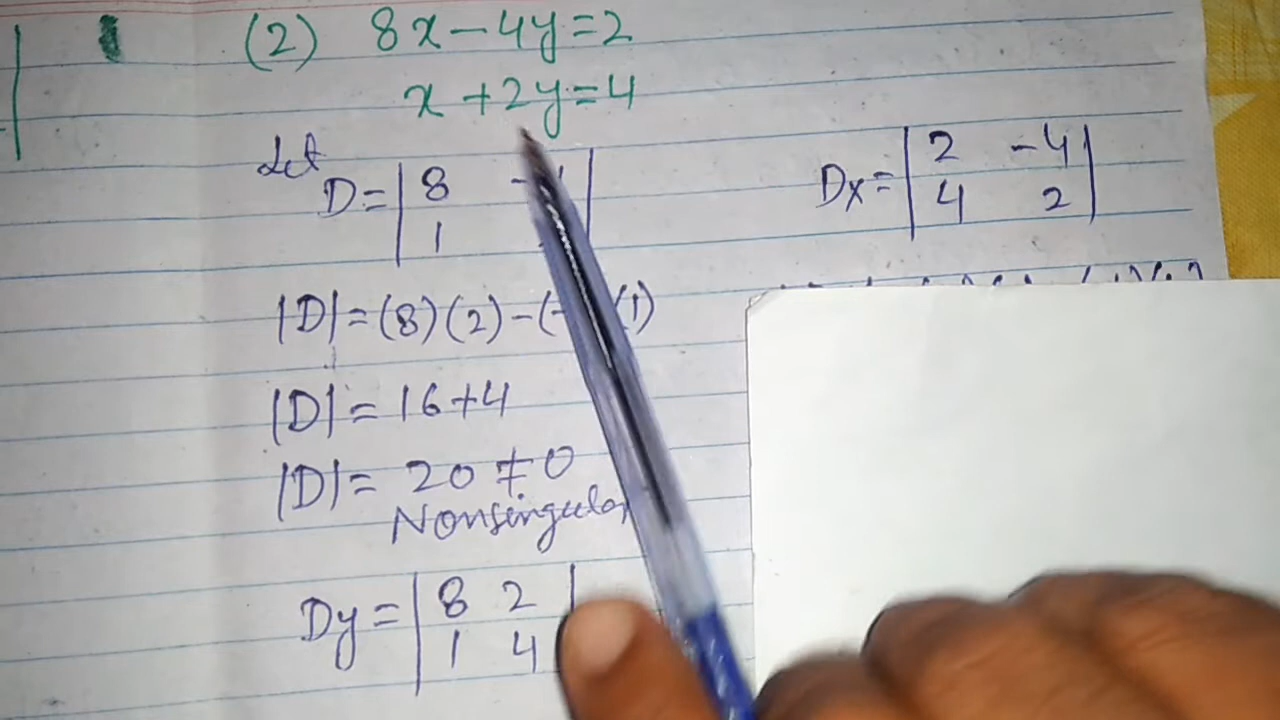 (2) 8x-4y=2
x+2y=4
Let
D=|8 -
1
Dx=|2 -4|
4 2
|D|=(8)(2)-(- (1)
|D|=16+4
|D|= 20≠0
Nonsingular
Dy=|8 2|
1 4